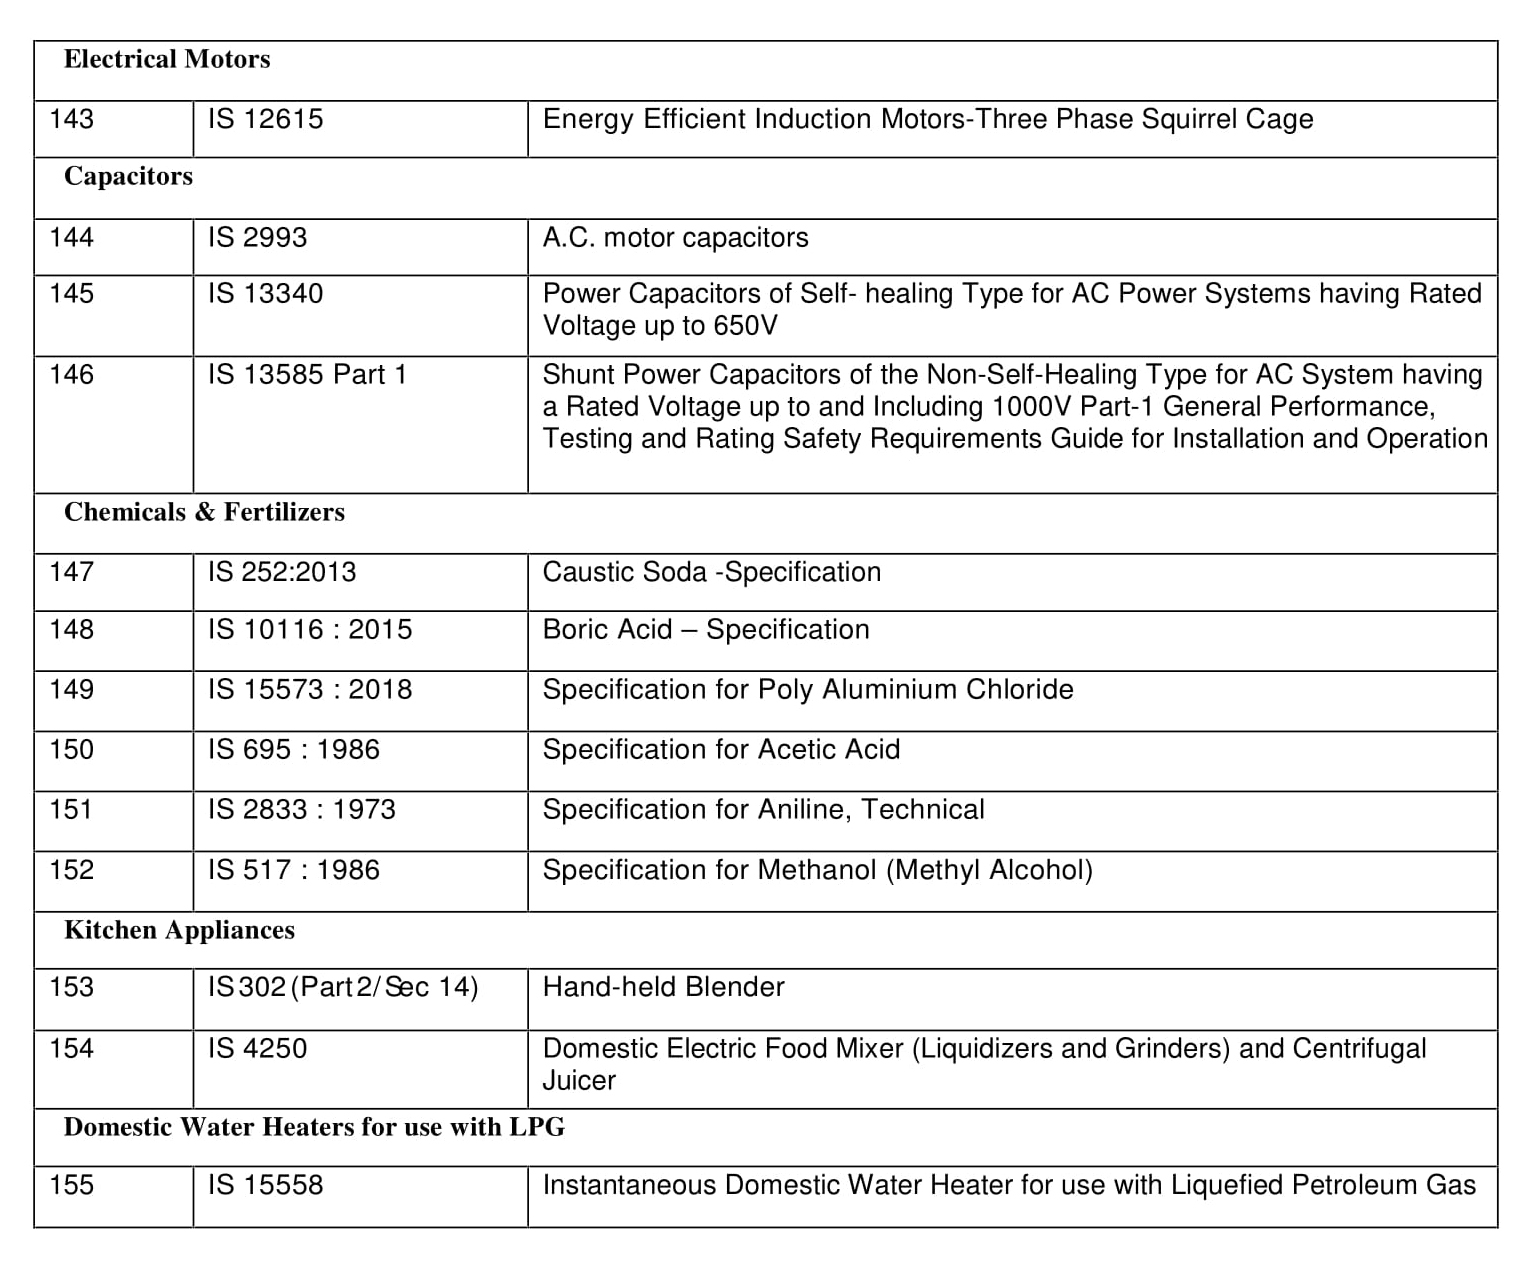 Electrical Motors
143 IS 12615 Energy Efficient Induction Motors-Three Phase Squirrel Cage
Capacitors
144 IS 2993 A.C. motor capacitors
145 IS 13340 Power Capacitors of Self- healing Type for AC Power Systems having Rated
Voltage up to 650V
146 IS 13585 Part 1 Shunt Power Capacitors of the Non-Self-Healing Type for AC System having
a Rated Voltage up to and Including 1000V Part-1 General Performance,
Testing and Rating Safety Requirements Guide for Installation and Operation
Chemicals & Fertilizers
147 IS 252:2013 Caustic Soda -Specification
148 IS 10116 : 2015 Boric Acid – Specification
149 IS 15573 : 2018 Specification for Poly Aluminium Chloride
150 IS 695 : 1986 Specification for Acetic Acid
151 IS 2833 : 1973 Specification for Aniline, Technical
152 IS 517 : 1986 Specification for Methanol (Methyl Alcohol)
Kitchen Appliances
153 IS 302 (Part 2/ Sec 14) Hand-held Blender
154 IS 4250 Domestic Electric Food Mixer (Liquidizers and Grinders) and Centrifugal
Juicer
Domestic Water Heaters for use with LPG
155 IS 15558 Instantaneous Domestic Water Heater for use with Liquefied Petroleum Gas